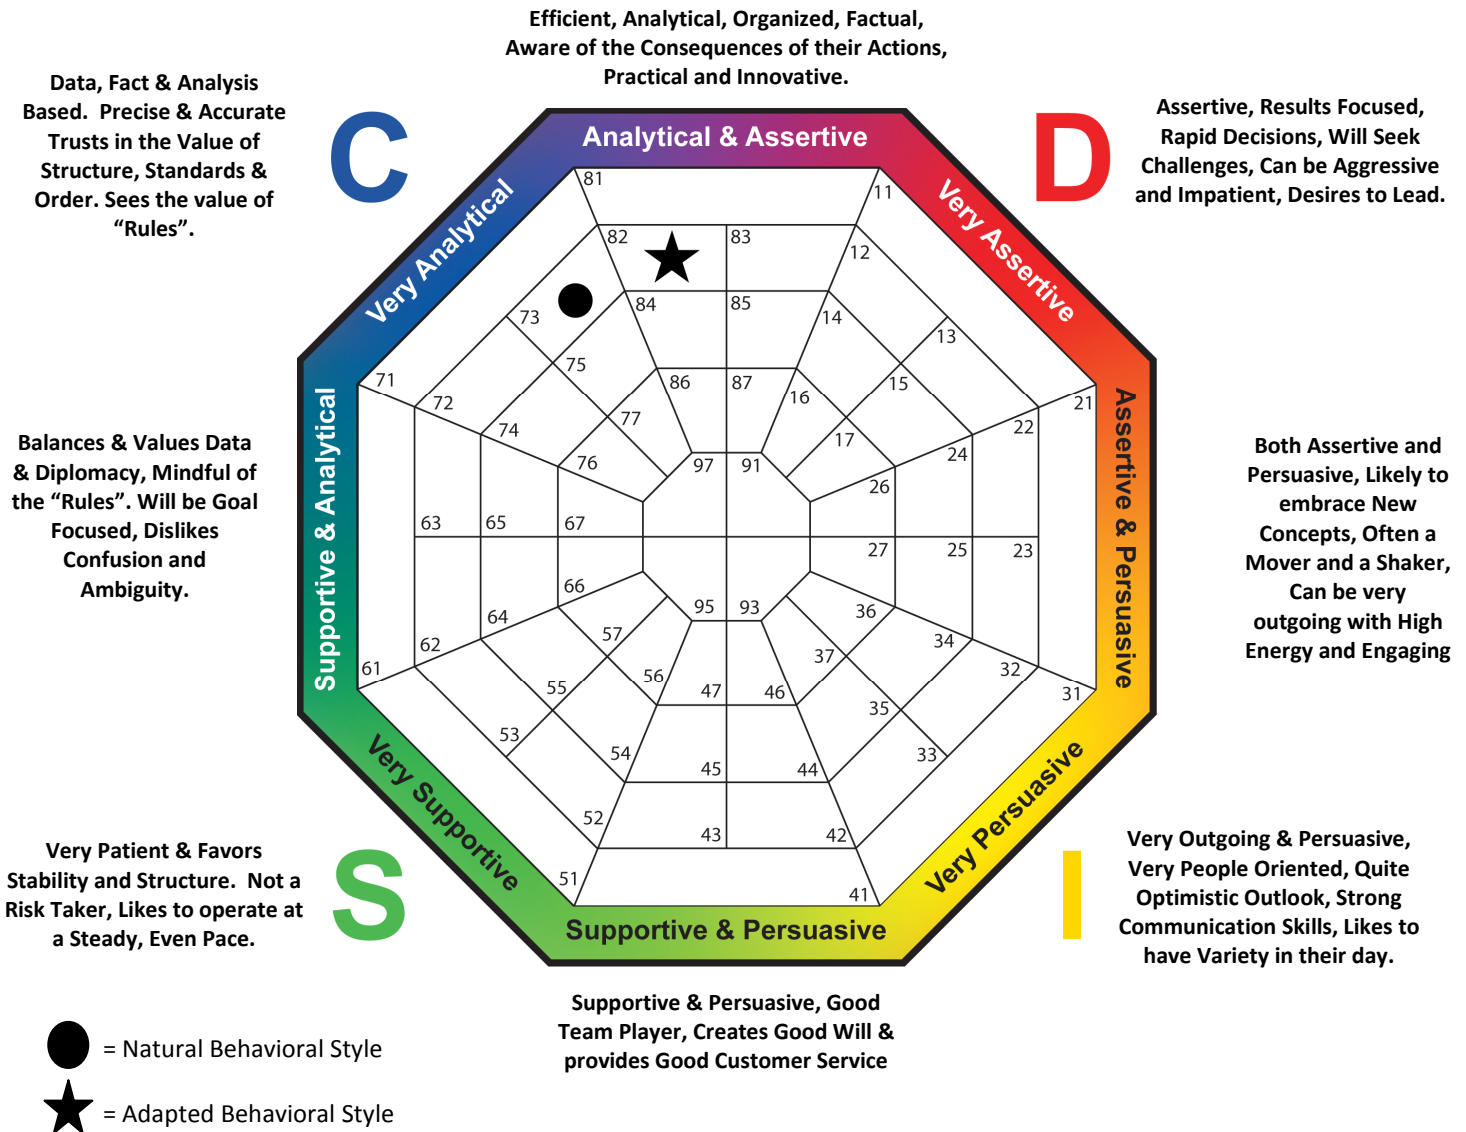 Efficient, Analytical, Organized, Factual,
Aware of the Consequences of their Actions,
Practical and Innovative.
Data, Fact & Analysis
Based.  Precise & Accurate
Trusts in the Value of
Structure, Standards &
Order. Sees the value of
“Rules”.
C
D
Assertive, Results Focused,
Rapid Decisions, Will Seek
Challenges, Can be Aggressive
and Impatient, Desires to Lead.
Analytical & Assertive
Very Analytical
Very Assertive
81
11
82
83
12
84
85
14
73
13
75
15
71
72
86
87
16
21
22
77
17
74
24
76
97
91
26
Balances & Values Data
& Diplomacy, Mindful of
the “Rules”. Will be Goal
Focused, Dislikes
Confusion and
Ambiguity.
Supportive & Analytical
Assertive & Persuasive
Both Assertive and
Persuasive, Likely to
embrace New
Concepts, Often a
Mover and a Shaker,
Can be very
outgoing with High
Energy and Engaging
63
65
67
27
25
23
66
95
93
36
64
57
34
62
37
61
56
32
55
47
46
31
35
53
54
45
44
33
52
43
42
51
41
Very Supportive
Very Persuasive
Supportive & Persuasive
Very Patient & Favors
Stability and Structure.  Not a
Risk Taker, Likes to operate at
a Steady, Even Pace.
S
I
Very Outgoing & Persuasive,
Very People Oriented, Quite
Optimistic Outlook, Strong
Communication Skills, Likes to
have Variety in their day.
Supportive & Persuasive, Good
Team Player, Creates Good Will &
provides Good Customer Service
= Natural Behavioral Style
= Adapted Behavioral Style